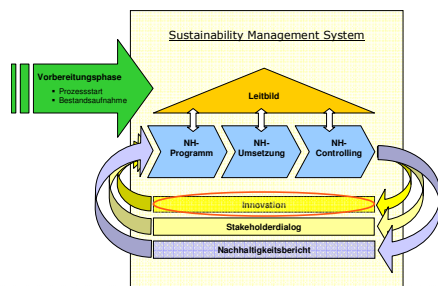 Sustainability Management System
Vorbereitungsphase
• Prozessstart
• Bestandsaufnahme
Leitbild
NH-
Programm
NH-
Umsetzung
NH-
Controlling
Innovation
Stakeholderdialog
Nachhaltigkeitsbericht